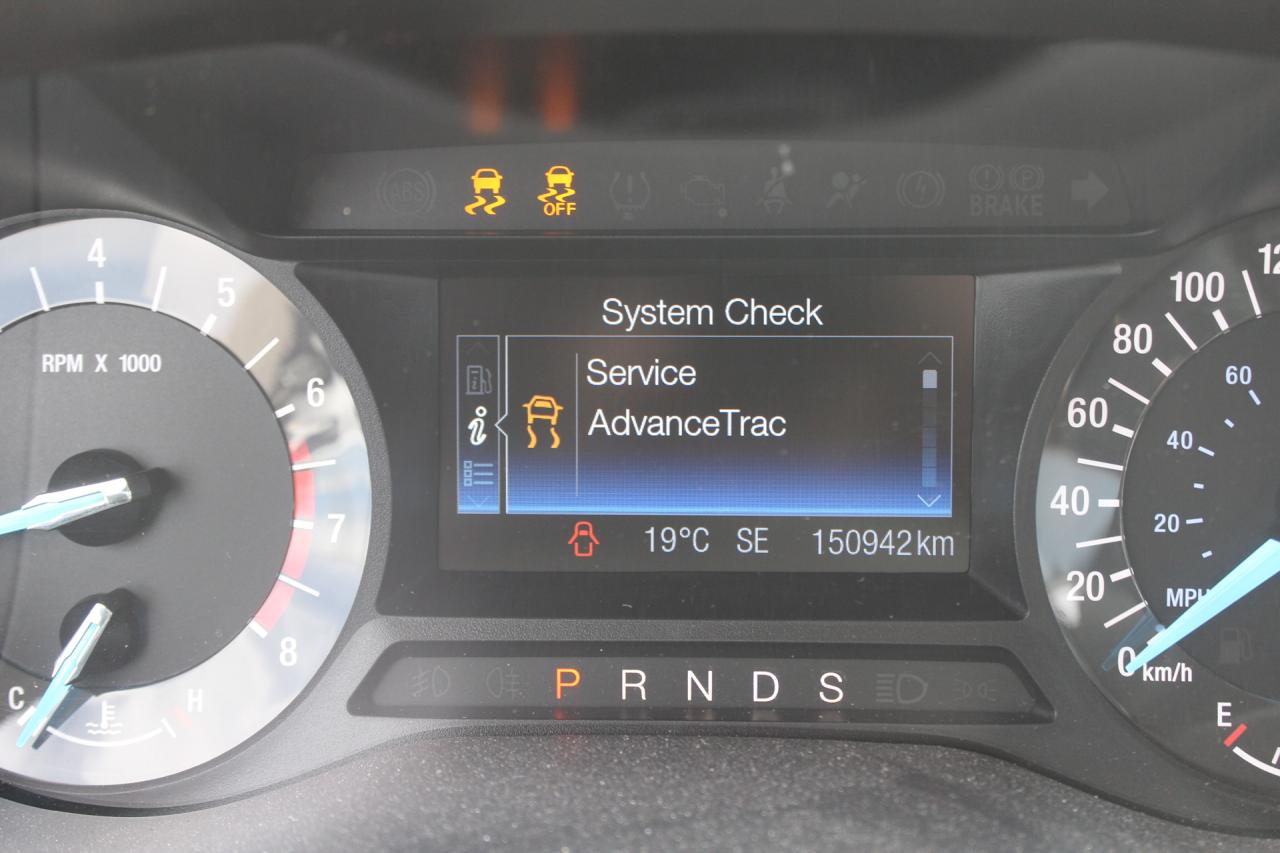 ABS
OFF
BRAKE
System Check
Service
AdvanceTrac
19°C SE 150942km
4
5
6
7
8
RPM X 1000
C
H
P R N D S
100
80
60
40
20
0
km/h
60
40
20
MPH
E